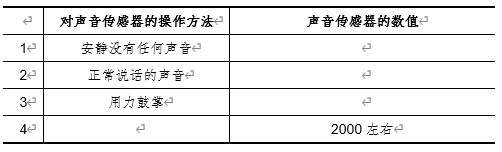 对声音传感器的操作方法 声音传感器的数值
1 安静没有任何声音
2 正常说话的声音
3 用力鼓掌
4 2000 左右